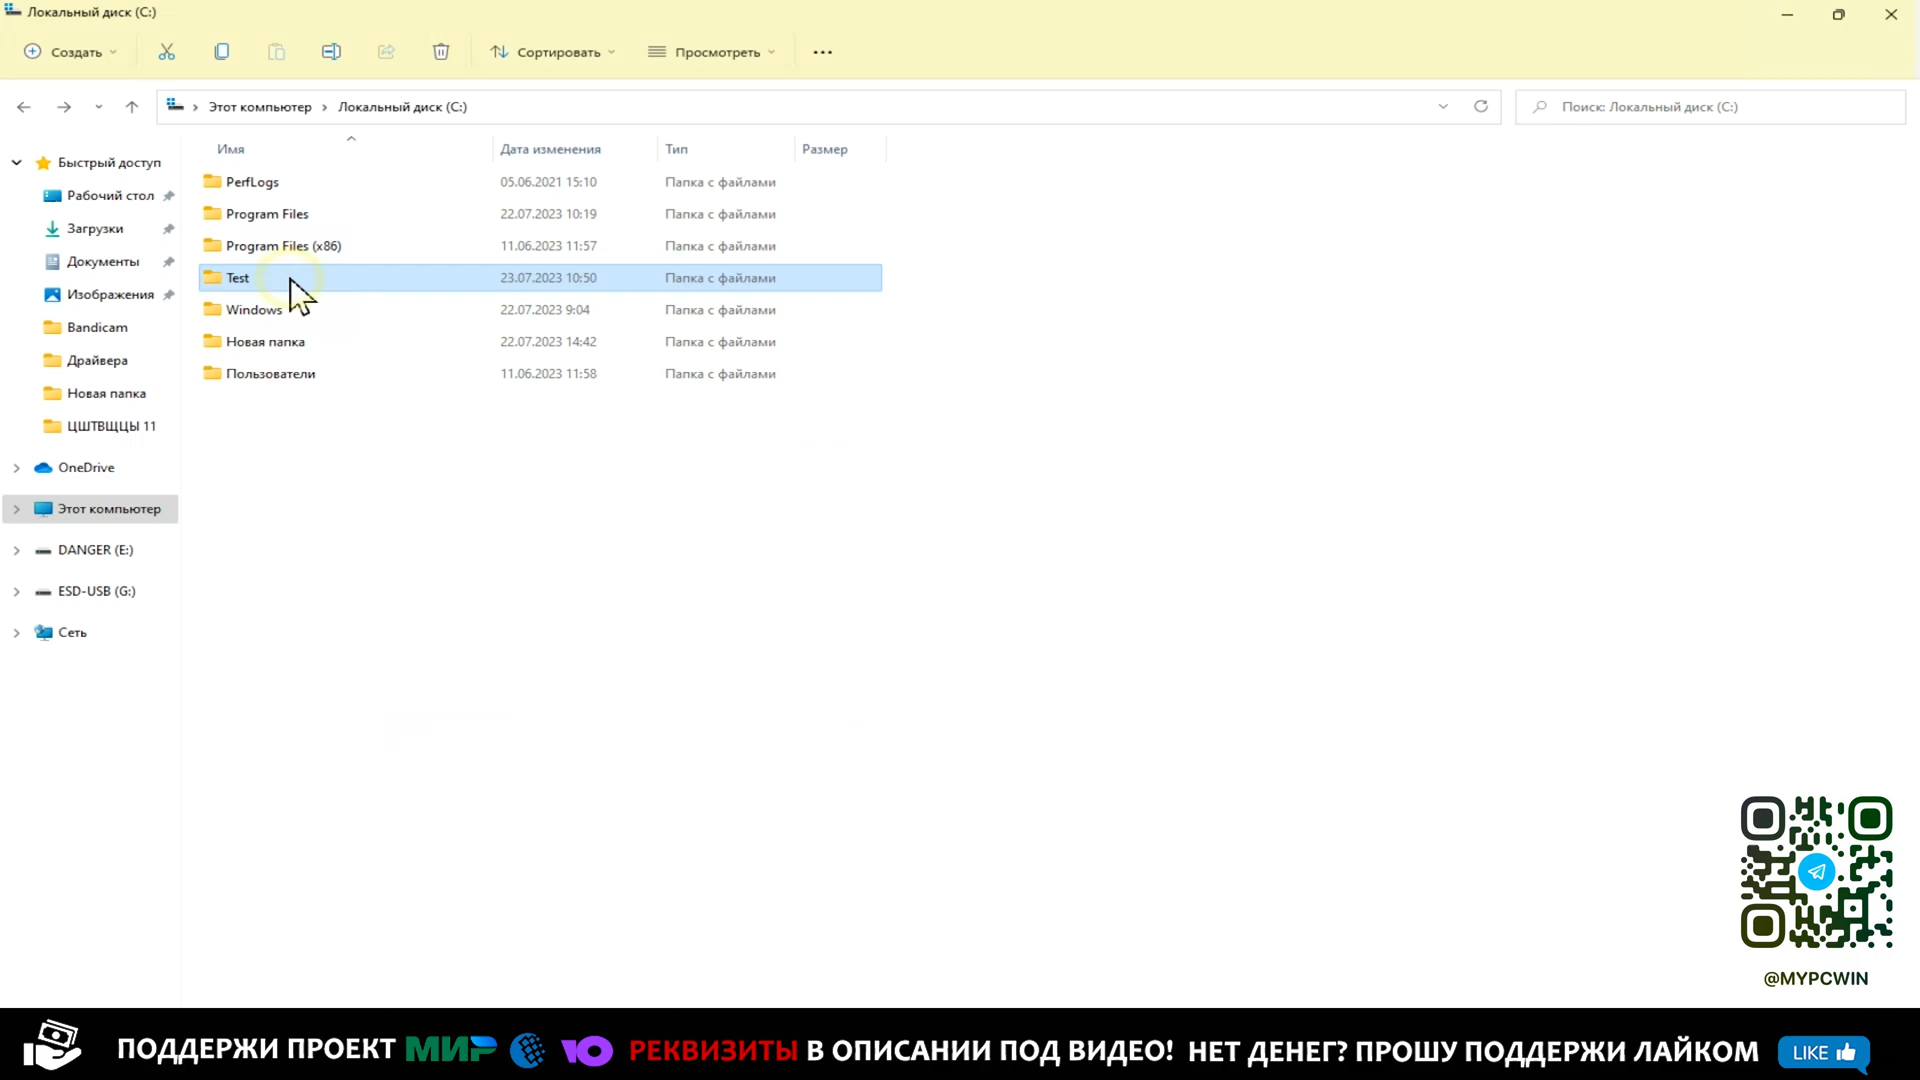 Локальный диск (C:)
Создать
Сортировать
Просмотреть
Этот компьютер > Локальный диск (C:)
Поиск: Локальный диск (C:)
Имя Дата изменения Тип Размер
PerfLogs 05.06.2021 15:10 Папка с файлами
Program Files 22.07.2023 10:19 Папка с файлами
Program Files (x86) 11.06.2023 11:57 Папка с файлами
Test 23.07.2023 10:50 Папка с файлами
Windows 22.07.2023 9:04 Папка с файлами
Новая папка 22.07.2023 14:42 Папка с файлами
Пользователи 11.06.2023 11:58 Папка с файлами
Быстрый доступ
Рабочий стол
Загрузки
Документы
Изображения
Bandicam
Драйвера
Новая папка
ЦШТВЩЦЫ 11
OneDrive
Этот компьютер
DANGER (E:)
ESD-USB (G:)
Сеть
@MYPCWIN
ПОДДЕРЖИ ПРОЕКТ МИР Ю РЕКВИЗИТЫ В ОПИСАНИИ ПОД ВИДЕО! НЕТ ДЕНЕГ? ПРОШУ ПОДДЕРЖИ ЛАЙКОМ LIKE